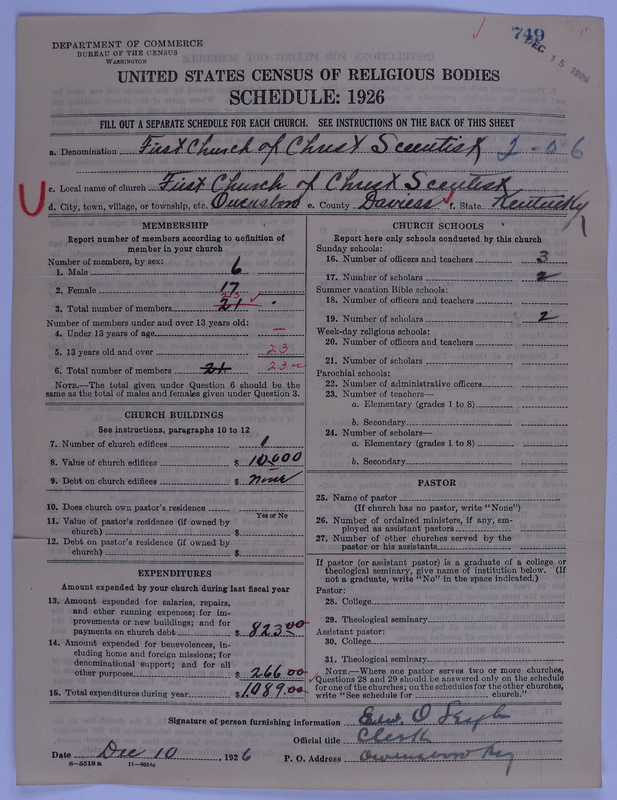 749
DEC 15 1926
DEPARTMENT OF COMMERCE
BUREAU OF THE CENSUS
WASHINGTON
UNITED STATES CENSUS OF RELIGIOUS BODIES
SCHEDULE: 1926
FILL OUT A SEPARATE SCHEDULE FOR EACH CHURCH. SEE INSTRUCTIONS ON THE BACK OF THIS SHEET
a. Denomination First Church of Christ Scientist 2-06
c. Local name of church First Church of Christ Scientist
d. City, town, village, or township, etc. Owensboro e. County Daviess f. State Kentucky
MEMBERSHIP
Report number of members according to definition of
member in your church
Number of members, by sex:
1. Male 6
2. Female 17
23
3. Total number of members 21
Number of members under and over 13 years old:
4. Under 13 years of age —
5. 13 years old and over 23
6. Total number of members 21 23
NOTE.—The total given under Question 6 should be the
same as the total of males and females given under Question 3.
CHURCH BUILDINGS
See instructions, paragraphs 10 to 12
7. Number of church edifices 1
8. Value of church edifices $ 10,000
9. Debt on church edifices $ none
10. Does church own pastor's residence
Yes or No
11. Value of pastor's residence (if owned by
church) $
12. Debt on pastor's residence (if owned by
church) $
EXPENDITURES
Amount expended by your church during last fiscal year
13. Amount expended for salaries, repairs,
and other running expenses; for im-
provements or new buildings; and for
payments on church debt $ 823.00
14. Amount expended for benevolences, in-
cluding home and foreign missions; for
denominational support; and for all
other purposes $ 266.00
15. Total expenditures during year $ 1089.00
CHURCH SCHOOLS
Report here only schools conducted by this church
Sunday schools:
16. Number of officers and teachers 3
17. Number of scholars 2
Summer vacation Bible schools:
18. Number of officers and teachers
19. Number of scholars 2
Week-day religious schools:
20. Number of officers and teachers
21. Number of scholars
Parochial schools:
22. Number of administrative officers
23. Number of teachers—
a. Elementary (grades 1 to 8)
b. Secondary
24. Number of scholars—
a. Elementary (grades 1 to 8)
b. Secondary
PASTOR
25. Name of pastor
(If church has no pastor, write "None")
26. Number of ordained ministers, if any, em-
ployed as assistant pastors
27. Number of other churches served by the
pastor or his assistants
If pastor (or assistant pastor) is a graduate of a college or
theological seminary, give name of institution below. (If
not a graduate, write "No" in the space indicated.)
Pastor:
28. College
29. Theological seminary
Assistant pastor:
30. College
31. Theological seminary
NOTE.—Where one pastor serves two or more churches,
Questions 28 and 29 should be answered only on the schedule
for one of the churches; on the schedules for the other churches,
write "See schedule for church."
Signature of person furnishing information Edw. O
Official title Clerk
Date Dec 10, 1926 P. O. Address Owensboro Ky
8-5518 a